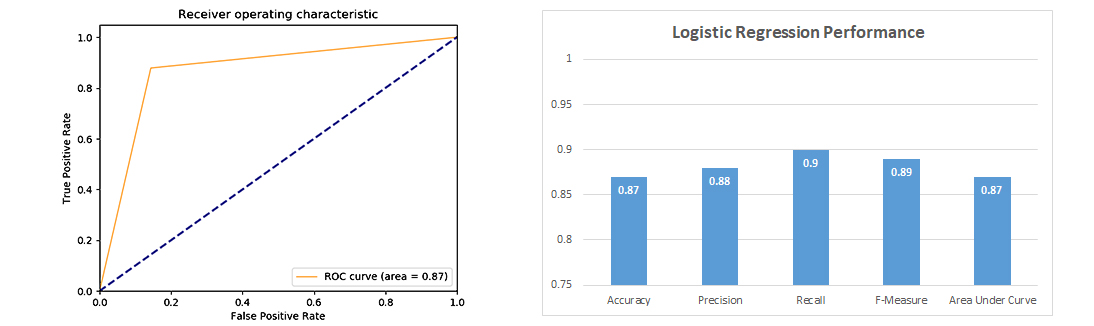 Receiver operating characteristic
1.0
0.8
0.6
0.4
0.2
0.0
True Positive Rate
ROC curve (area = 0.87)
0.0 0.2 0.4 0.6 0.8 1.0
False Positive Rate
Logistic Regression Performance
1
0.95
0.9
0.85
0.8
0.75
0.87 0.88 0.9 0.89 0.87
Accuracy Precision Recall F-Measure Area Under Curve